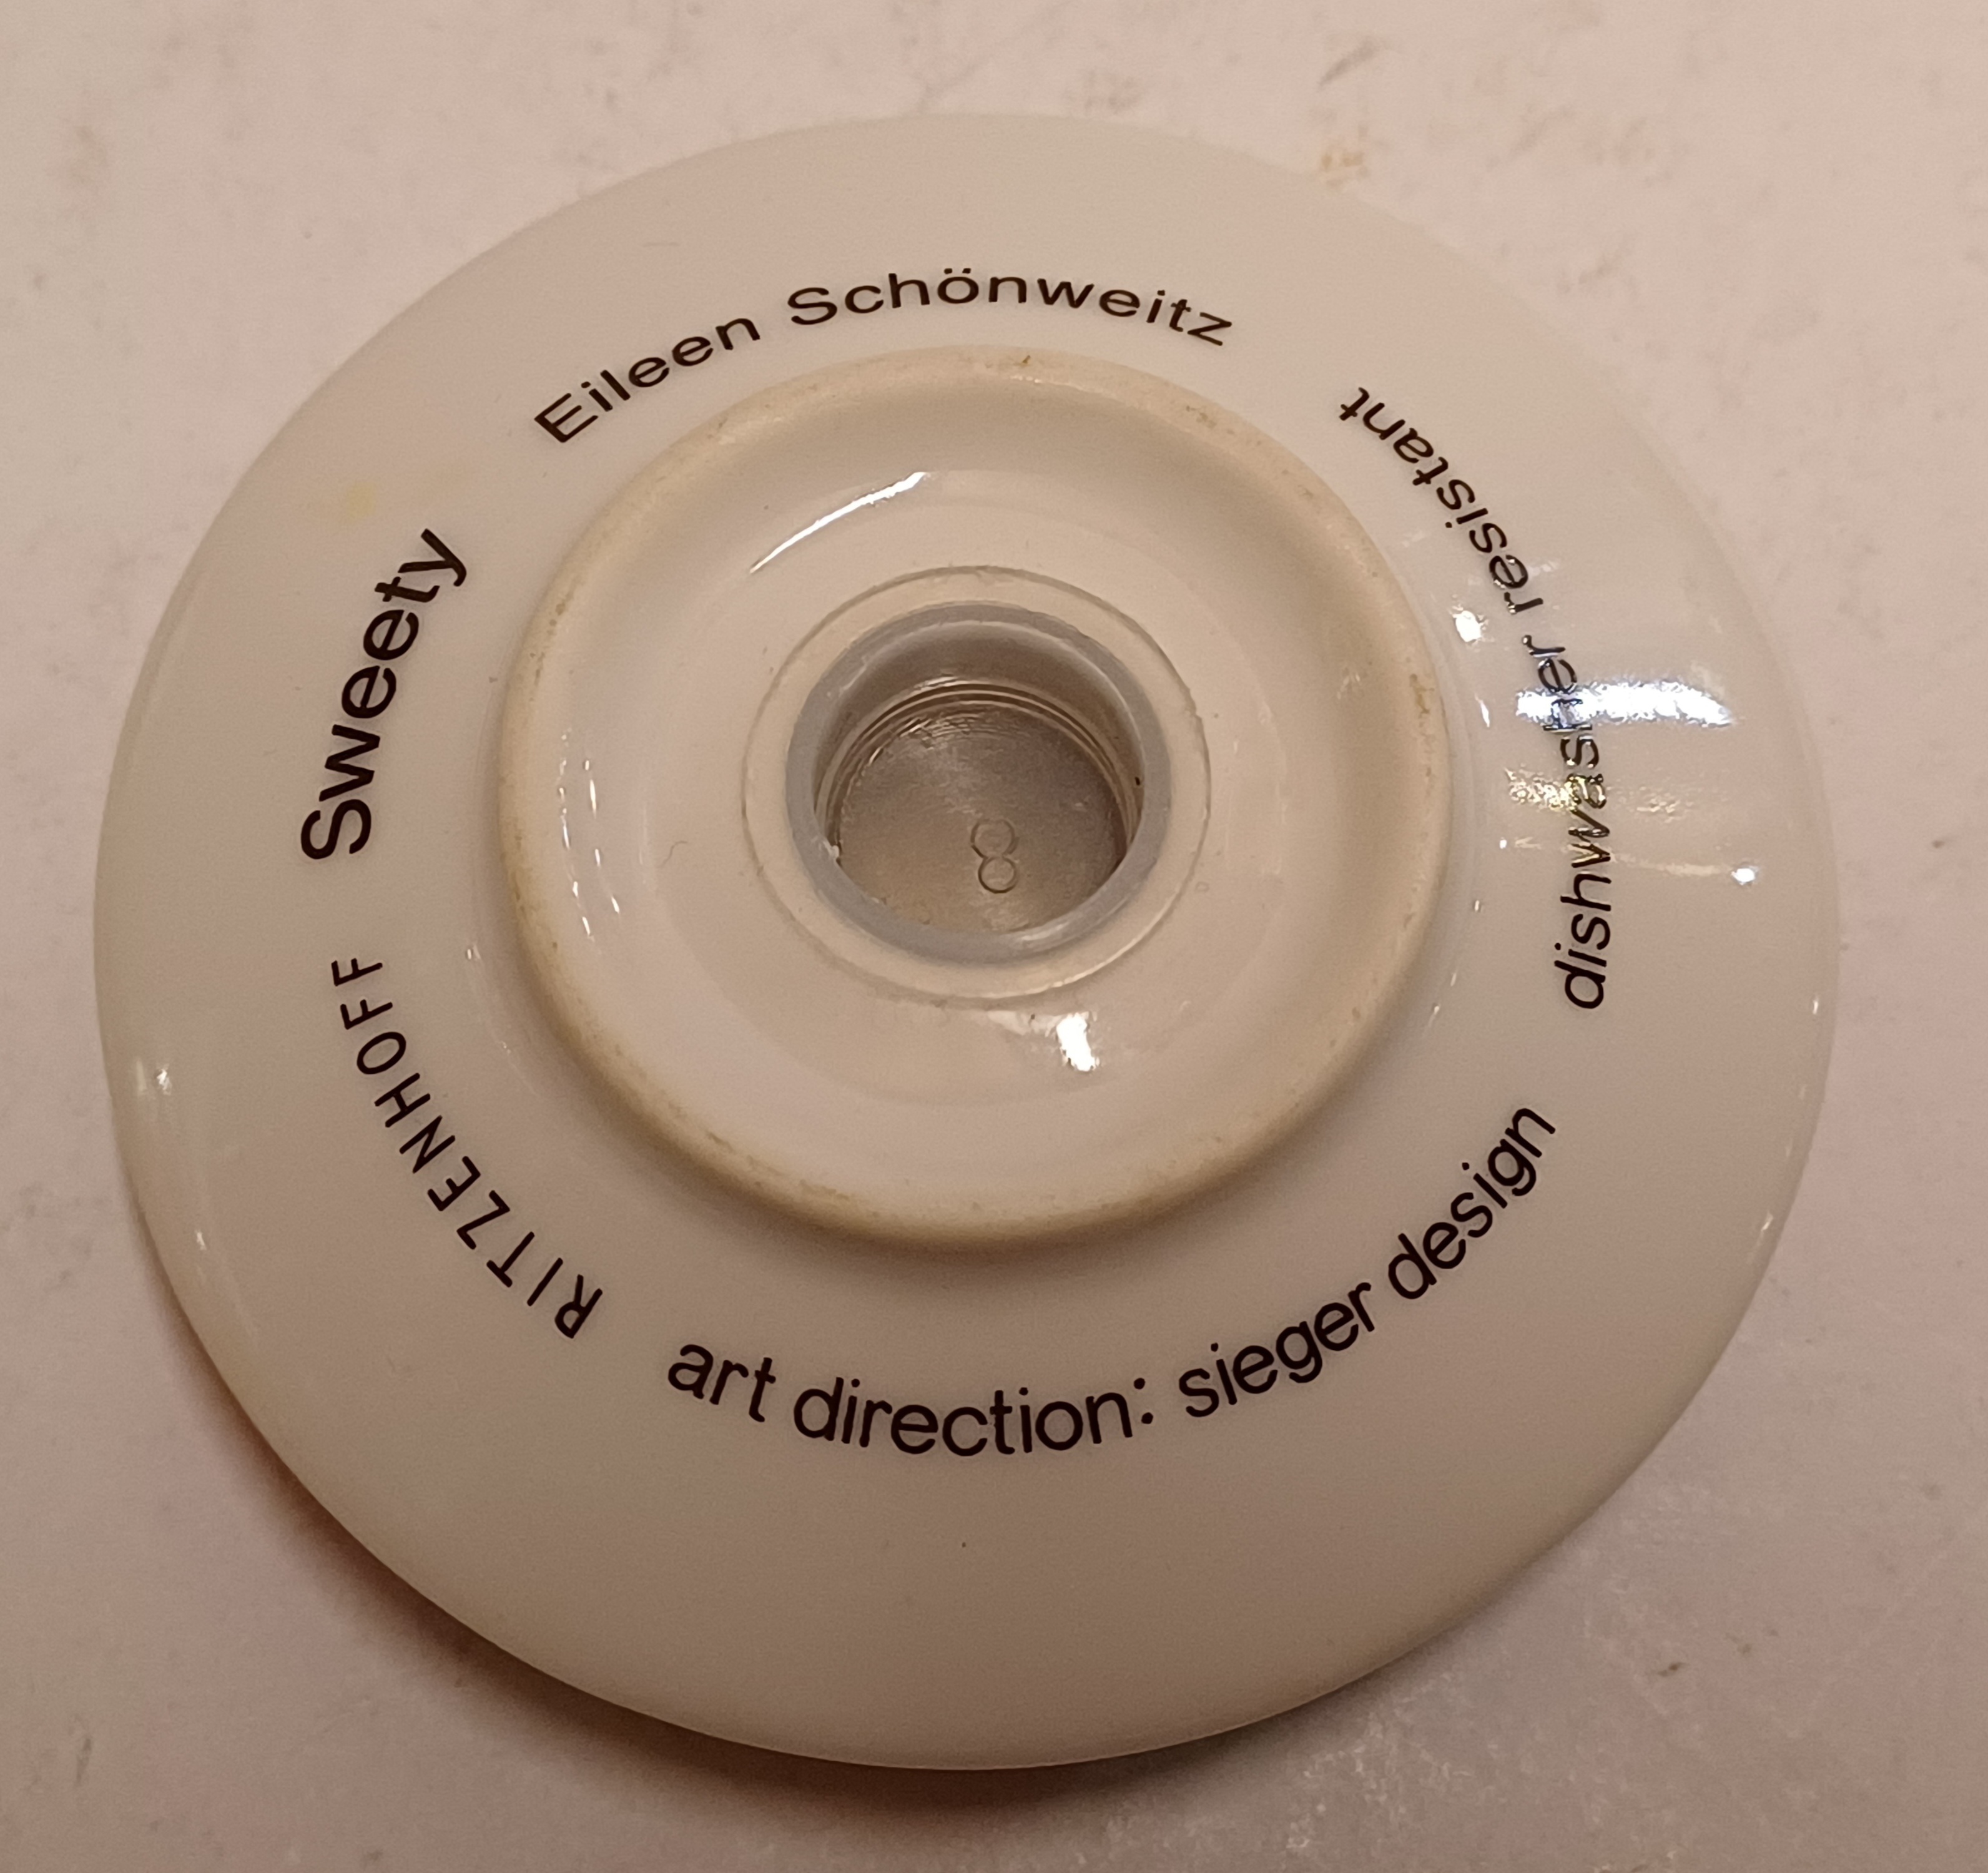 Sweety
Eileen Schönweitz
RITZENHOFF
art direction: sieger design
dishwasher resistant
8